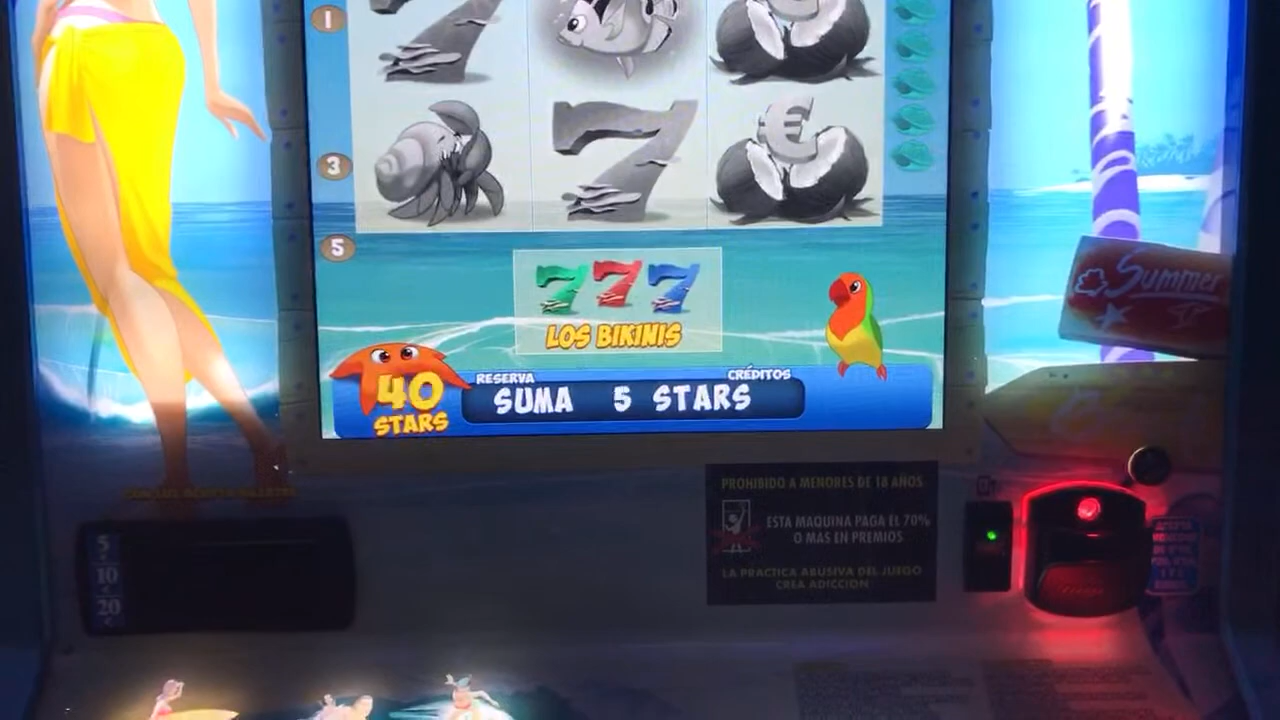 1
3
€
5
777
LOS BIKINIS
Summer
40
STARS
RESERVA
CRÉDITOS
SUMA 5 STARS
PROHIBIDO A MENORES DE 18 AÑOS
ESTA MAQUINA PAGA EL 70%
O MAS EN PREMIOS
LA PRACTICA ABUSIVA DEL JUEGO
CREA ADICCION
5
10
20